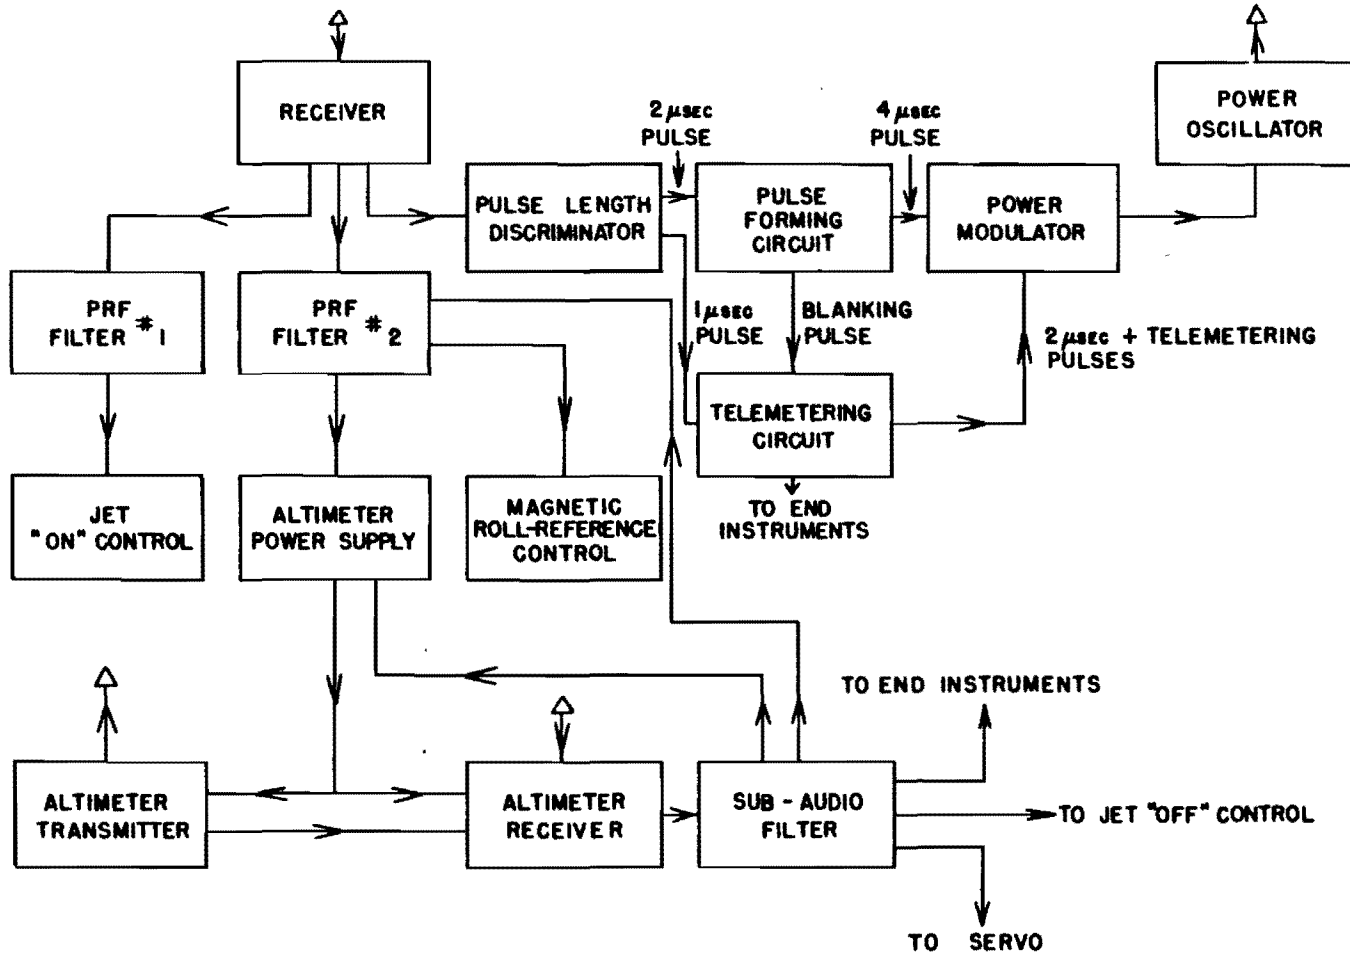 RECEIVER
POWER
OSCILLATOR
2 μSEC
PULSE
4 μSEC
PULSE
PULSE LENGTH
DISCRIMINATOR
PULSE
FORMING
CIRCUIT
POWER
MODULATOR
PRF
FILTER #1
PRF
FILTER #2
1 μSEC
PULSE
BLANKING
PULSE
2 μSEC + TELEMETERING
PULSES
TELEMETERING
CIRCUIT
JET
"ON" CONTROL
ALTIMETER
POWER SUPPLY
MAGNETIC
ROLL-REFERENCE
CONTROL
TO END
INSTRUMENTS
TO END INSTRUMENTS
ALTIMETER
TRANSMITTER
ALTIMETER
RECEIVER
SUB - AUDIO
FILTER
TO JET "OFF" CONTROL
TO SERVO